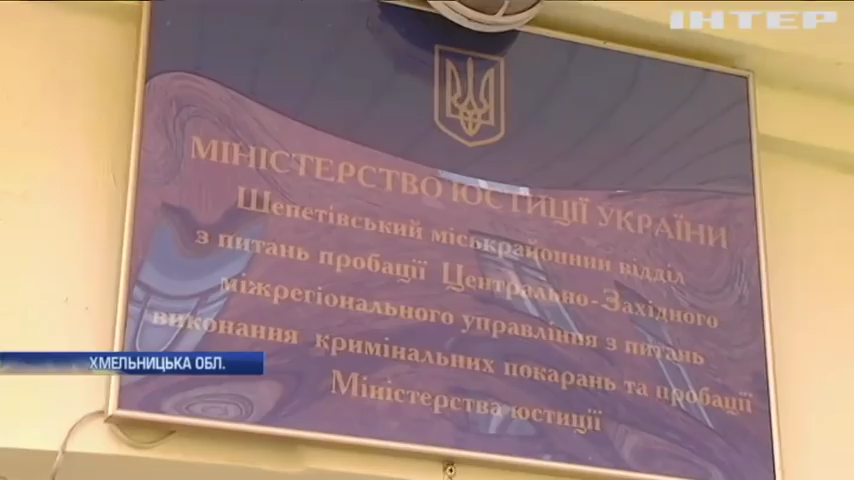 ІНТЕР
МІНІСТЕРСТВО ЮСТИЦІЇ УКРАЇНИ
Шепетівський міськрайонний відділ
з питань пробації Центрально-Західного
міжрегіонального управління з питань
виконання кримінальних покарань та пробації
Міністерства юстиції
ХМЕЛЬНИЦЬКА ОБЛ.